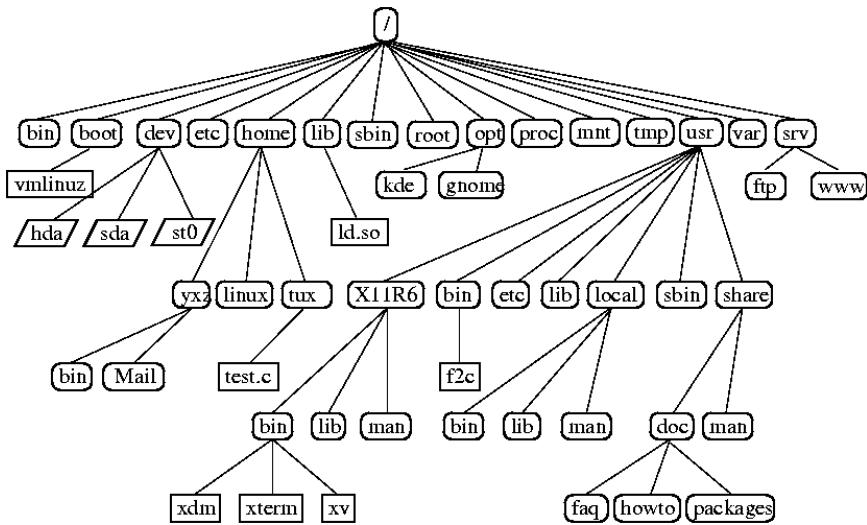 /
bin boot dev etc home lib sbin root opt proc mnt tmp usr var srv
vmlinuz kde gnome ftp www
hda sda st0 ld.so
yxz linux tux X11R6 bin etc lib local sbin share
bin Mail test.c f2c
bin lib man bin lib man doc man
xdm xterm xv faq howto packages